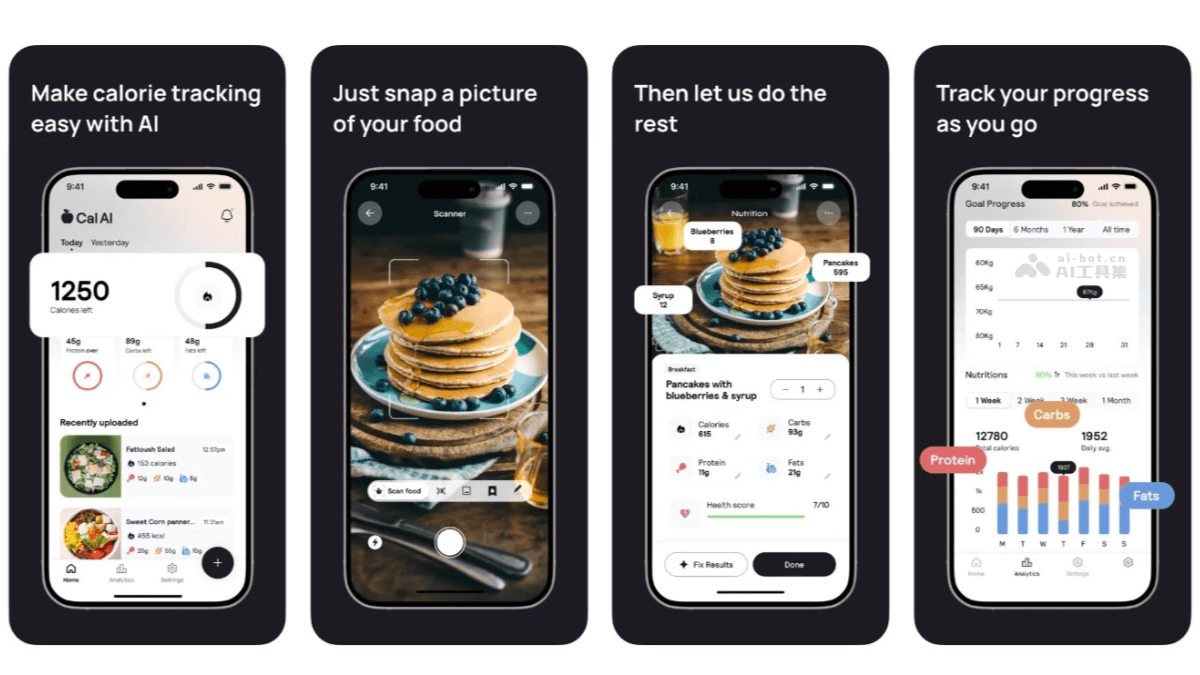 Make calorie tracking
easy with AI
9:41
Cal AI
Today Yesterday
1250
Calories left
45g 89g 48g
Protein over Carbs left Fats left
Recently uploaded
Fattoush Salad 12:37pm
153 calories
12g 10g 8g
Sweet Corn panner... 11:31am
455 kcal
25g 55g 15g
+
Home Analytics Settings
Just snap a picture
of your food
9:41
Scanner
Scan food
Then let us do the
rest
9:41
Nutrition
Blueberries
8
Pancakes
595
Syrup
12
Breakfast
Pancakes with
blueberries & syrup
− 1 +
Calories
615
Carbs
93g
Protein
11g
Fats
21g
Health score 7/10
Fix Results Done
Track your progress
as you go
9:41
Goal Progress 80% Goal achieved
90 Days 6 Months 1 Year All time
ai-bot.cn
AI工具集
60Kg
65Kg
67Kg
70Kg
80Kg
1 7 14 21 28 31
Nutritions 90% This week vs last week
1 Week 2 Week 3 Week 1 Month
Carbs
12780 1952
Total calories Daily avg.
Protein
1937
Fats
1k
500
0
M T W T F S S
Home Analytics Settings